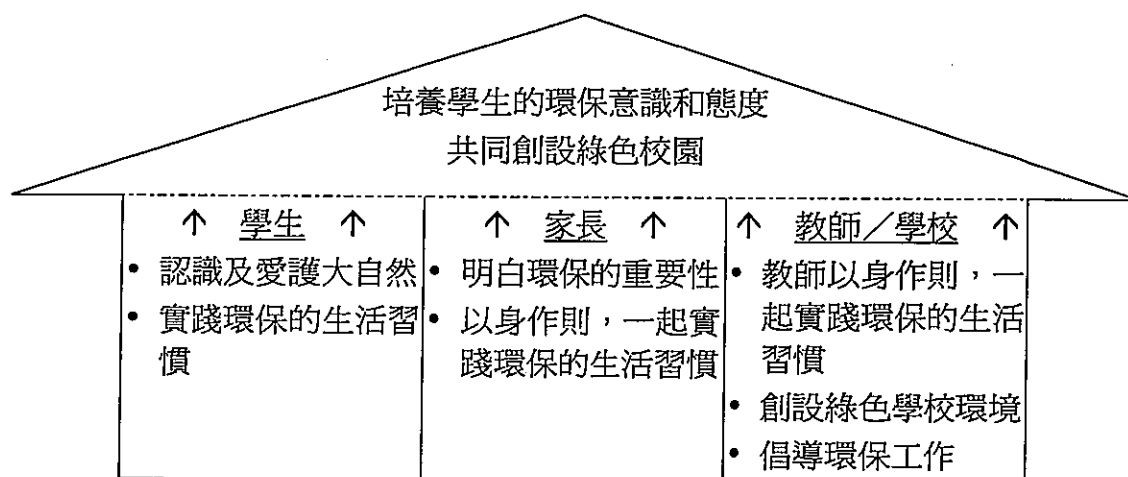 培養學生的環保意識和態度
共同創設綠色校園
↑ 學生 ↑
• 認識及愛護大自然
• 實踐環保的生活習
慣
↑ 家長 ↑
• 明白環保的重要性
• 以身作則，一起實
踐環保的生活習慣
↑ 教師／學校 ↑
• 教師以身作則，一
起實踐環保的生活
習慣
• 創設綠色學校環境
• 倡導環保工作